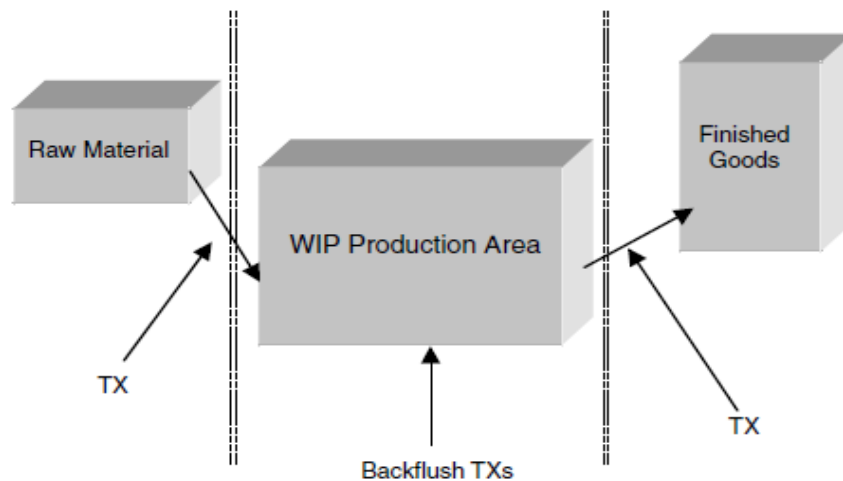 Raw Material
WIP Production Area
Finished
Goods
TX
TX
Backflush TXs